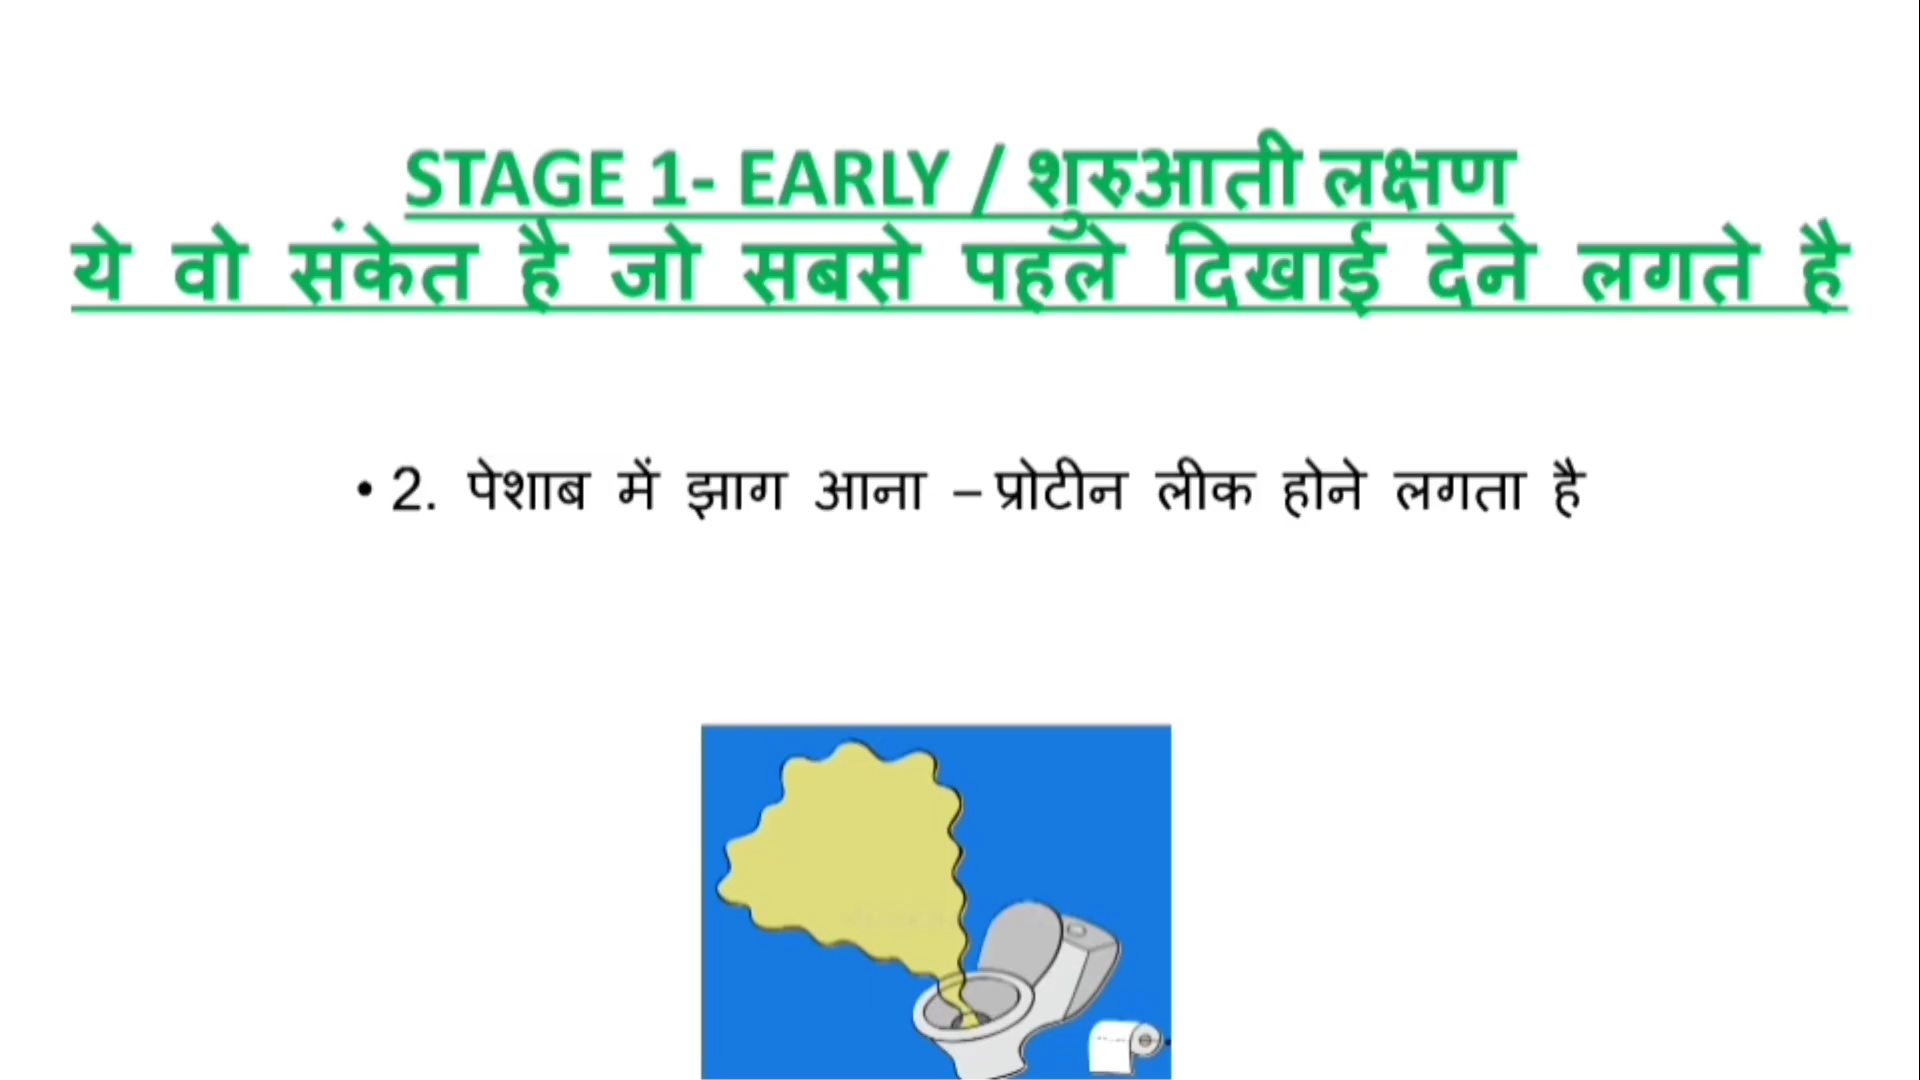 STAGE 1- EARLY / शुरुआती लक्षण
ये वो संकेत है जो सबसे पहले दिखाई देने लगते है
• 2. पेशाब में झाग आना – प्रोटीन लीक होने लगता है